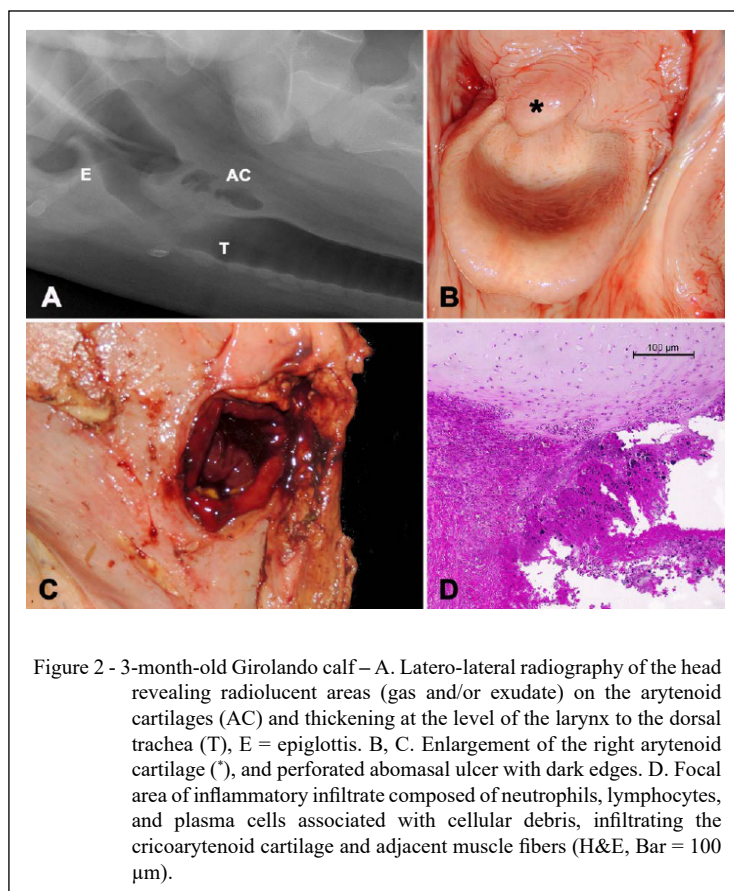 E
AC
T
A
*
B
C
100 µm
D
Figure 2 - 3-month-old Girolando calf – A. Latero-lateral radiography of the head
revealing radiolucent areas (gas and/or exudate) on the arytenoid
cartilages (AC) and thickening at the level of the larynx to the dorsal
trachea (T), E = epiglottis. B, C. Enlargement of the right arytenoid
cartilage (*), and perforated abomasal ulcer with dark edges. D. Focal
area of inflammatory infiltrate composed of neutrophils, lymphocytes,
and plasma cells associated with cellular debris, infiltrating the
cricoarytenoid cartilage and adjacent muscle fibers (H&E, Bar = 100
µm).